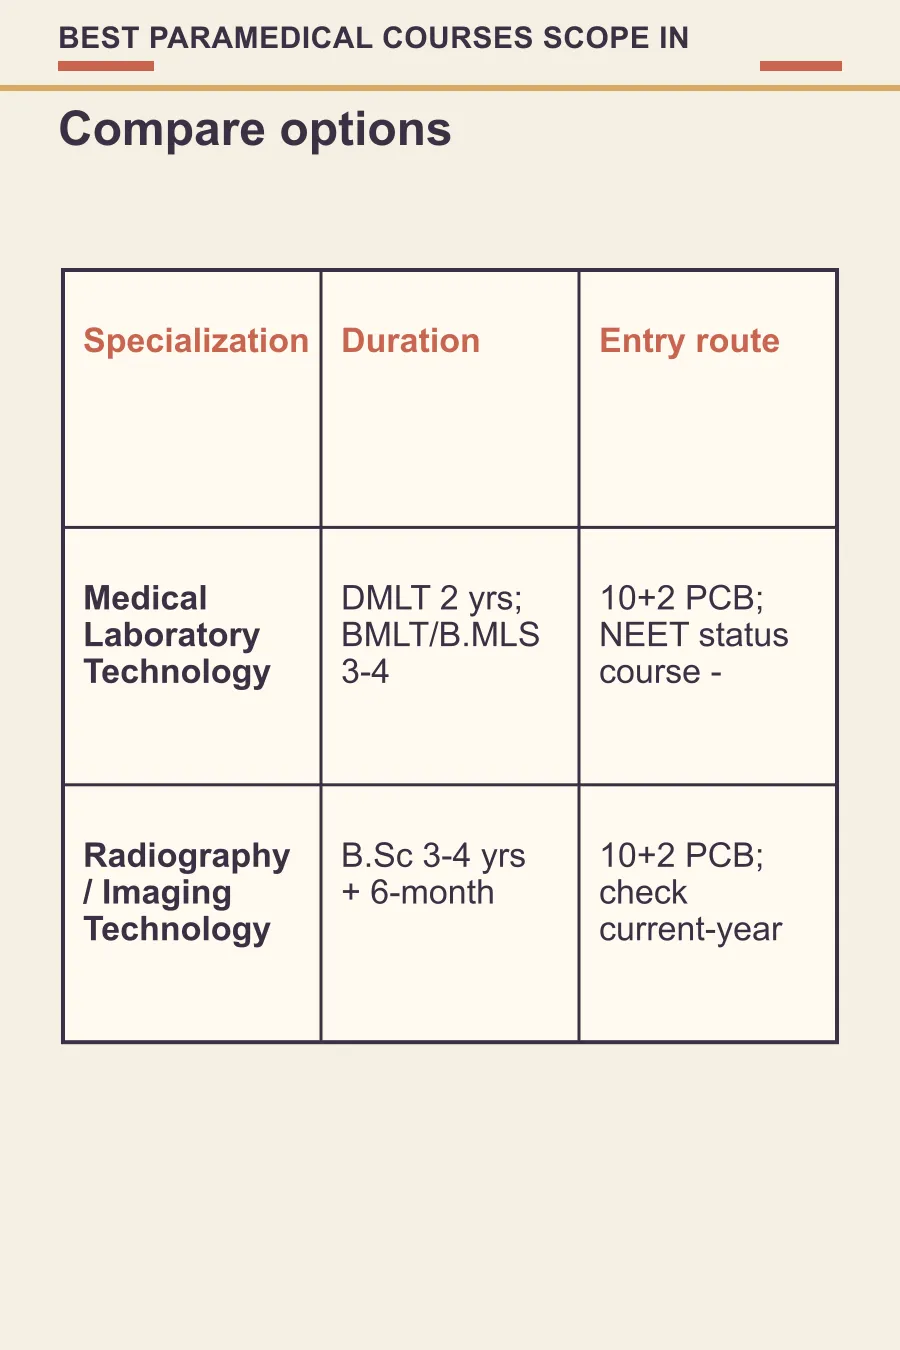 BEST PARAMEDICAL COURSES SCOPE IN
Compare options
Specialization
Duration
Entry route
Medical
Laboratory
Technology
DMLT 2 yrs;
BMLT/B.MLS
3-4
10+2 PCB;
NEET status
course -
Radiography
/ Imaging
Technology
B.Sc 3-4 yrs
+ 6-month
10+2 PCB;
check
current-year